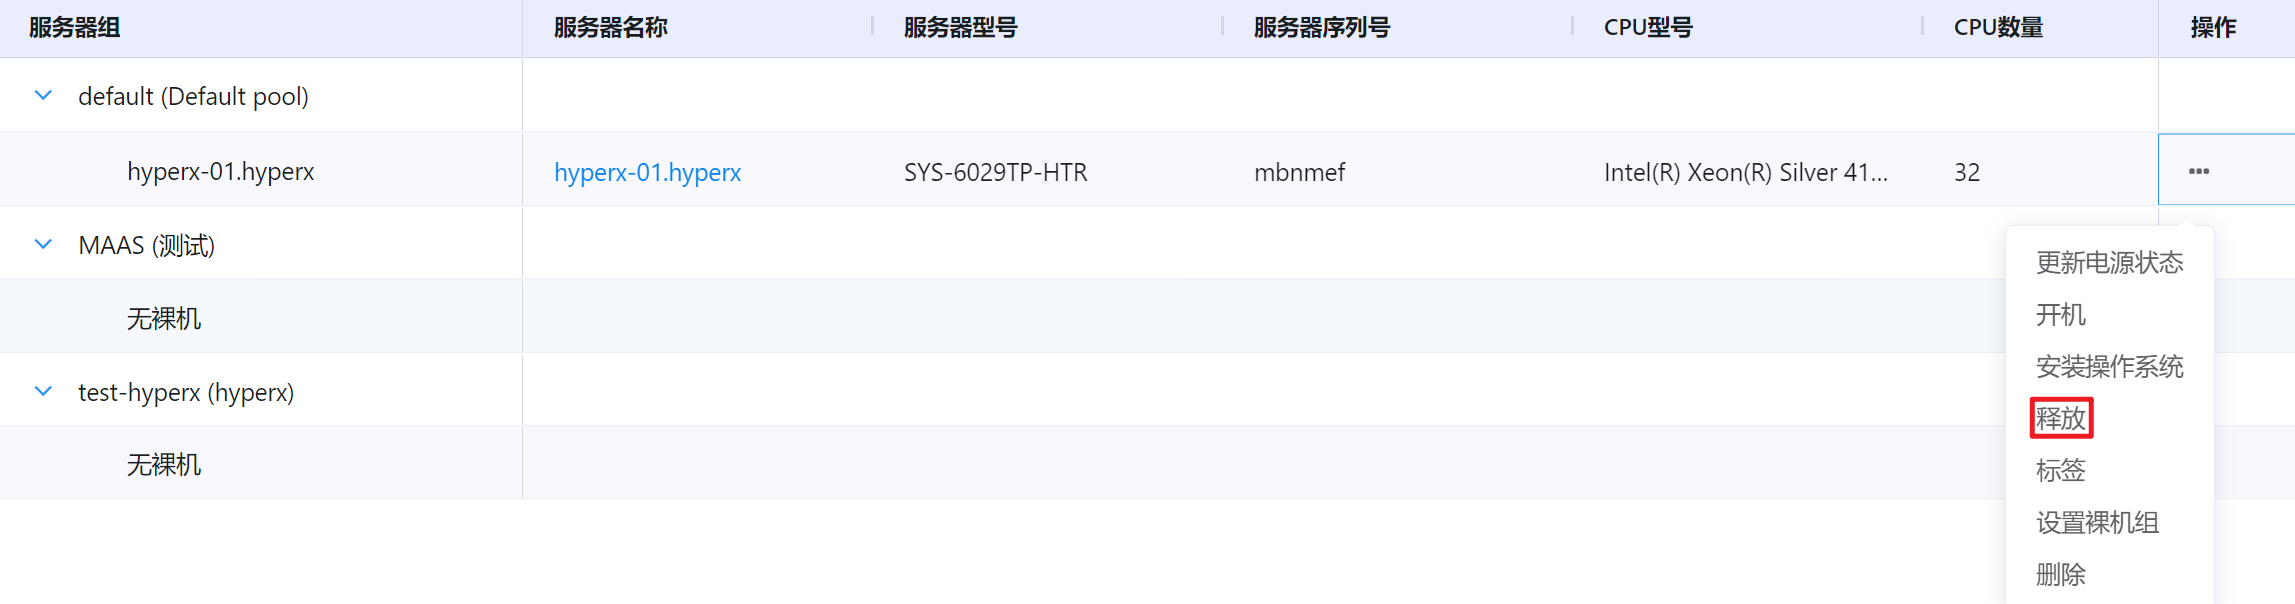 服务器组 服务器名称 服务器型号 服务器序列号 CPU型号 CPU数量 操作
default (Default pool)
hyperx-01.hyperx hyperx-01.hyperx SYS-6029TP-HTR mbnmef Intel(R) Xeon(R) Silver 41... 32 •••
MAAS (测试)
无裸机
test-hyperx (hyperx)
无裸机
更新电源状态
开机
安装操作系统
释放
标签
设置裸机组
删除